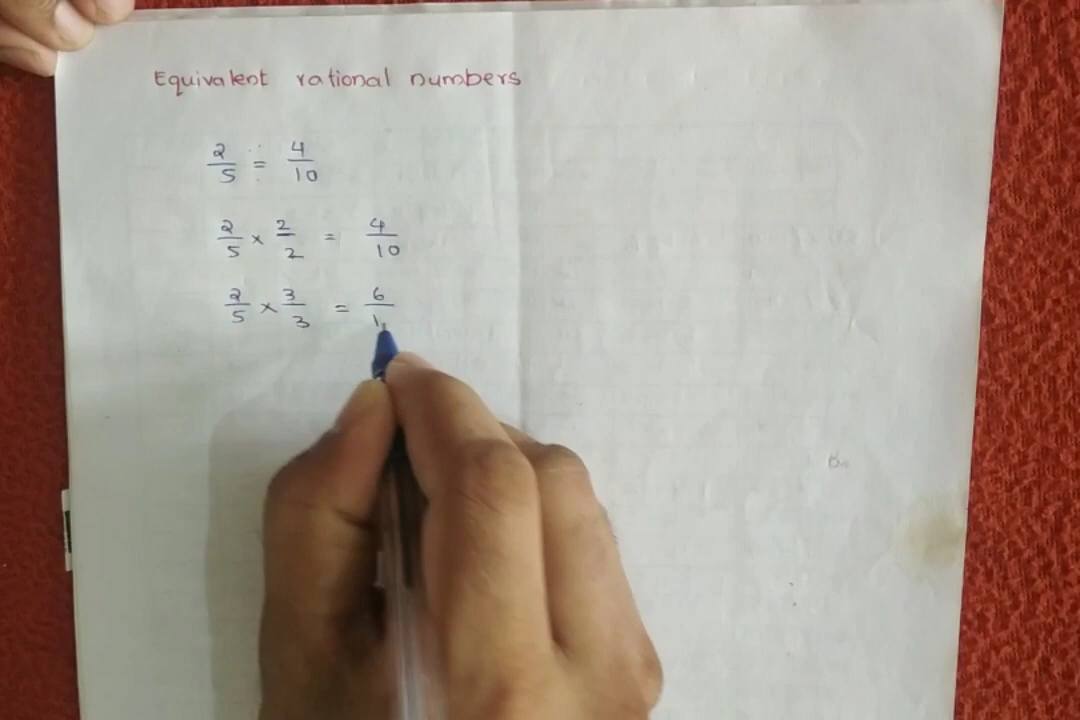 Equivalent rational numbers
2/5 = 4/10
2/5 × 2/2 = 4/10
2/5 × 3/3 = 6/1